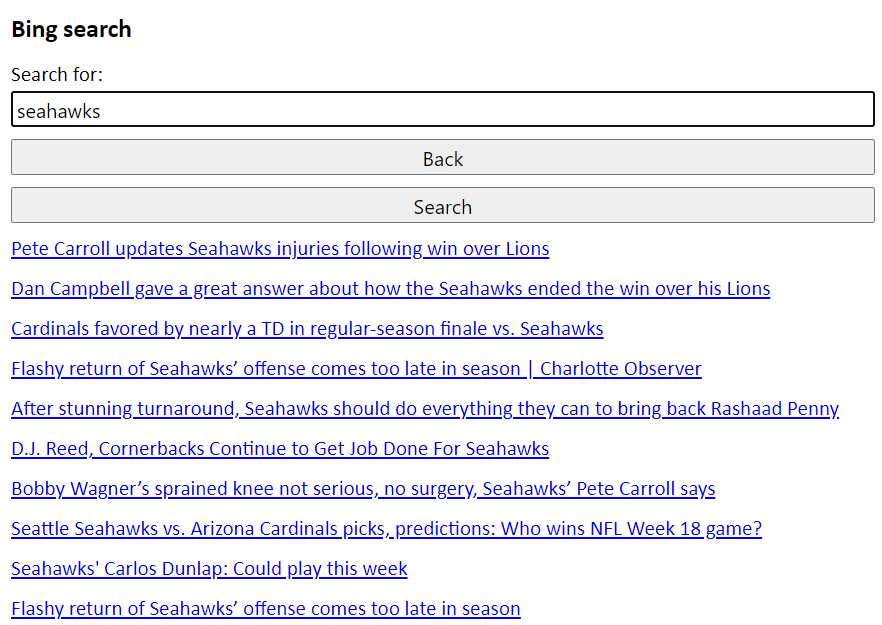 Bing search
Search for:
seahawks
Back
Search
Pete Carroll updates Seahawks injuries following win over Lions
Dan Campbell gave a great answer about how the Seahawks ended the win over his Lions
Cardinals favored by nearly a TD in regular-season finale vs. Seahawks
Flashy return of Seahawks’ offense comes too late in season | Charlotte Observer
After stunning turnaround, Seahawks should do everything they can to bring back Rashaad Penny
D.J. Reed, Cornerbacks Continue to Get Job Done For Seahawks
Bobby Wagner’s sprained knee not serious, no surgery, Seahawks’ Pete Carroll says
Seattle Seahawks vs. Arizona Cardinals picks, predictions: Who wins NFL Week 18 game?
Seahawks' Carlos Dunlap: Could play this week
Flashy return of Seahawks’ offense comes too late in season